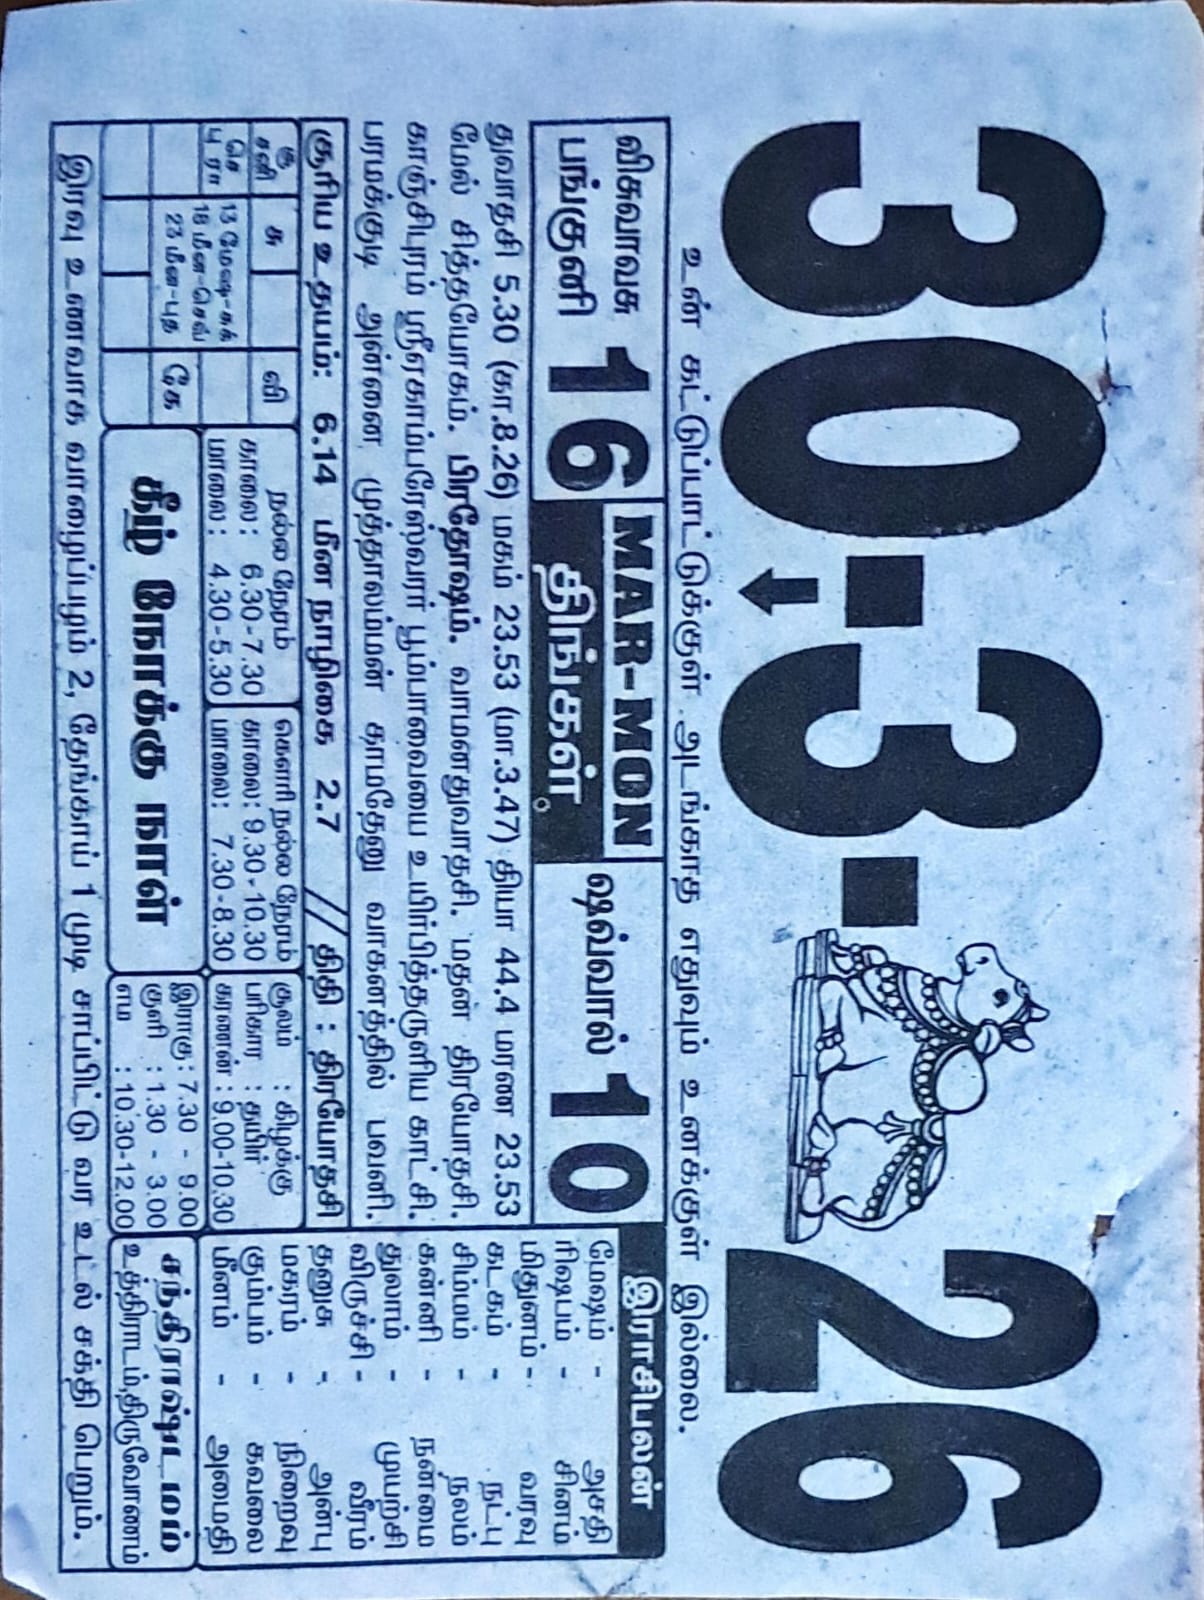 30·3·26
உன் கட்டுப்பாட்டுக்குள் அடங்காத எதுவும் உனக்குள் இல்லை.
விசுவாவசு
பங்குனி 16
MAR-MON
திங்கள்
ஷவ்வால் 10
துவாதசி 5.30 (கா.8.26) மகம் 23.53 (மா.3.47) தியா 44.4 மரண 23.53
மேல் சித்தயோகம். பிரதோஷம். வாமனதுவாதசி. மதன் திரயோதசி.
காஞ்சிபுரம் ஸ்ரீஏகாம்பரேஸ்வரர் பூம்பாவையை உயிர்பித்தருளிய காட்சி.
பரமக்குடி அன்னை முத்தாலம்மன் காமதேனு வாகனத்தில் பவனி.
சூரிய உதயம்: 6.14 மீன நாழிகை 2.7 // திதி : திரயோதசி
இராசிபலன்
மேஷம் - அசதி
ரிஷபம் - சினம்
மிதுனம் - வரவு
கடகம் - நட்பு
சிம்மம் - நலம்
கன்னி - நன்மை
துலாம் - முயற்சி
விருச்சி - வீரம்
தனுசு - அன்பு
மகரம் - நிறைவு
கும்பம் - கவலை
மீனம் - அமைதி
கு
சனி
சு
வி
செ
பு ரா
13 மேஷ-சுக்
18 மீன-செவ்
23 மீன-புத
கே
நல்ல நேரம்
காலை: 6.30-7.30
மாலை: 4.30-5.30
கௌரி நல்ல நேரம்
காலை: 9.30-10.30
மாலை: 7.30-8.30
சூலம் : கிழக்கு
பரிகார : தயிர்
கரணன் : 9.00-10.30
கீழ் நோக்கு நாள்
இராகு : 7.30 - 9.00
குளி : 1.30 - 3.00
எம : 10.30-12.00
சந்திராஷ்டமம்
உத்திராடம்,திருவோணம்
இரவு உணவாக வாழைப்பழம் 2, தேங்காய் 1 முடி சாப்பிட்டு வர உடல் சக்தி பெறும்.